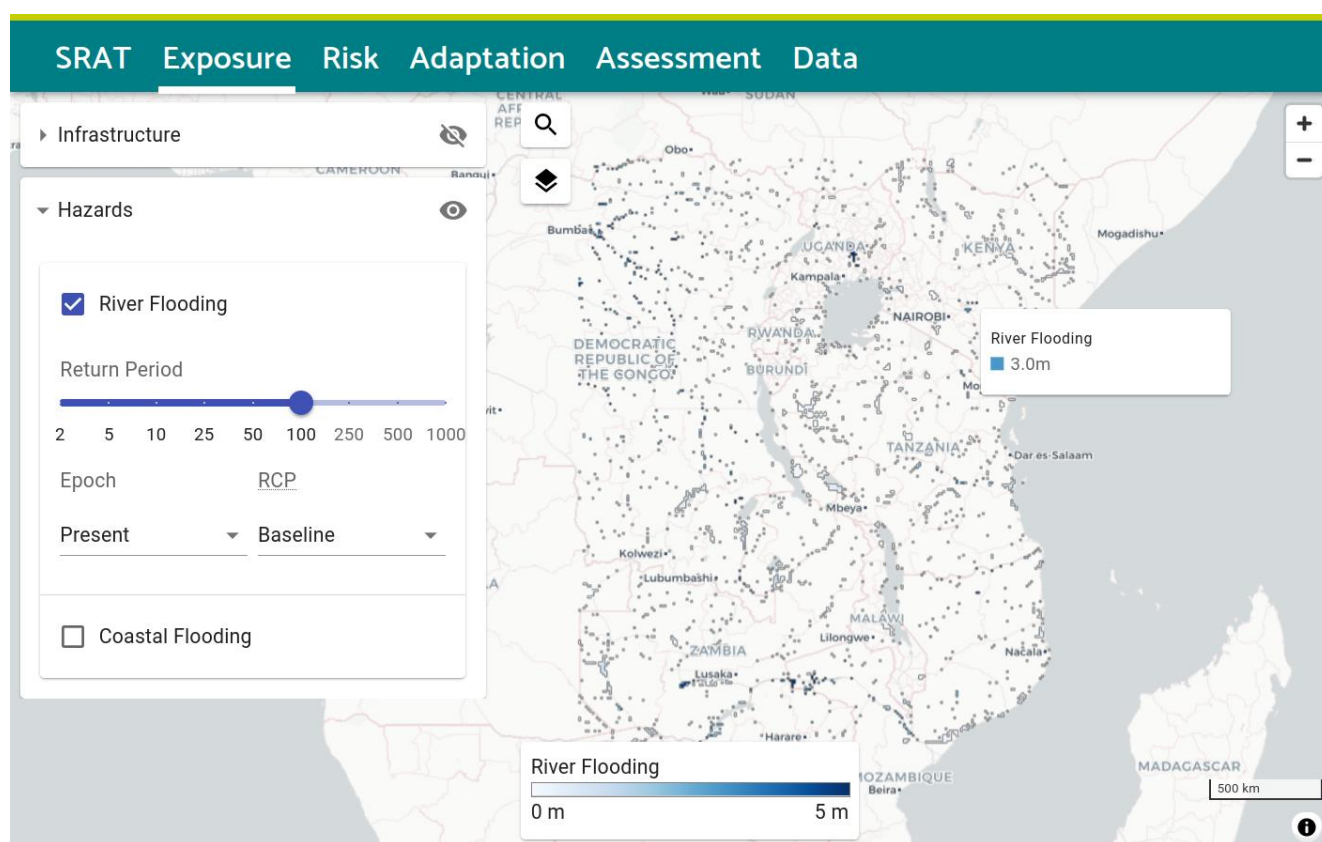 SRAT Exposure Risk Adaptation Assessment Data
Infrastructure
Hazards
River Flooding
Return Period
2 5 10 25 50 100 250 500 1000
Epoch RCP
Present Baseline
Coastal Flooding
CENTRAL
SUDAN
REP
Obo
CAMEROON
Bangui
Bumba
UGANDA
KENYA
Mogadishu
Kampala
NAIROBI
RWANDA
DEMOCRATIC
REPUBLIC OF
THE CONGO
BURUNDI
River Flooding
3.0m
TANZANIA
Dar es-Salaam
Mbeya
Kolwezi
Lubumbashi
MALAWI
Lilongwe
ZAMBIA
Nacala
Lusaka
Harare
MOZAMBIQUE
Beira
MADAGASCAR
500 km
River Flooding
0 m 5 m